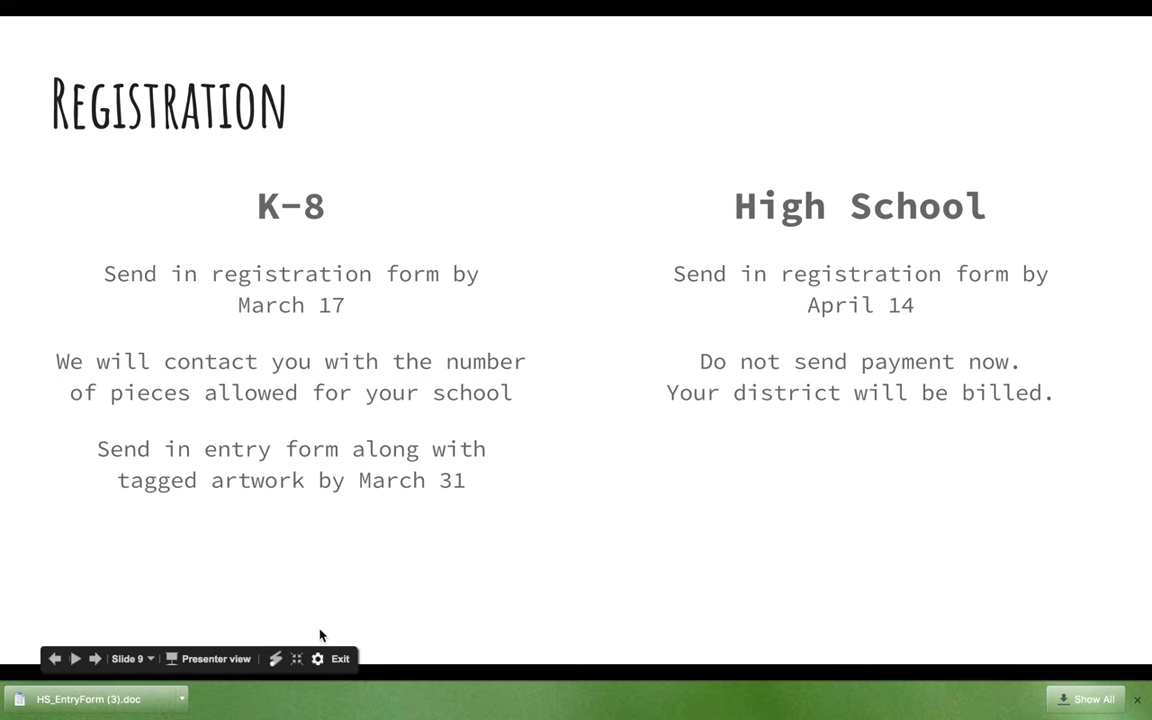 REGISTRATION
K-8
Send in registration form by
March 17
We will contact you with the number
of pieces allowed for your school
Send in entry form along with
tagged artwork by March 31
High School
Send in registration form by
April 14
Do not send payment now.
Your district will be billed.
Slide 9
Presenter view
Exit
HS_EntryForm (3).doc
Show All